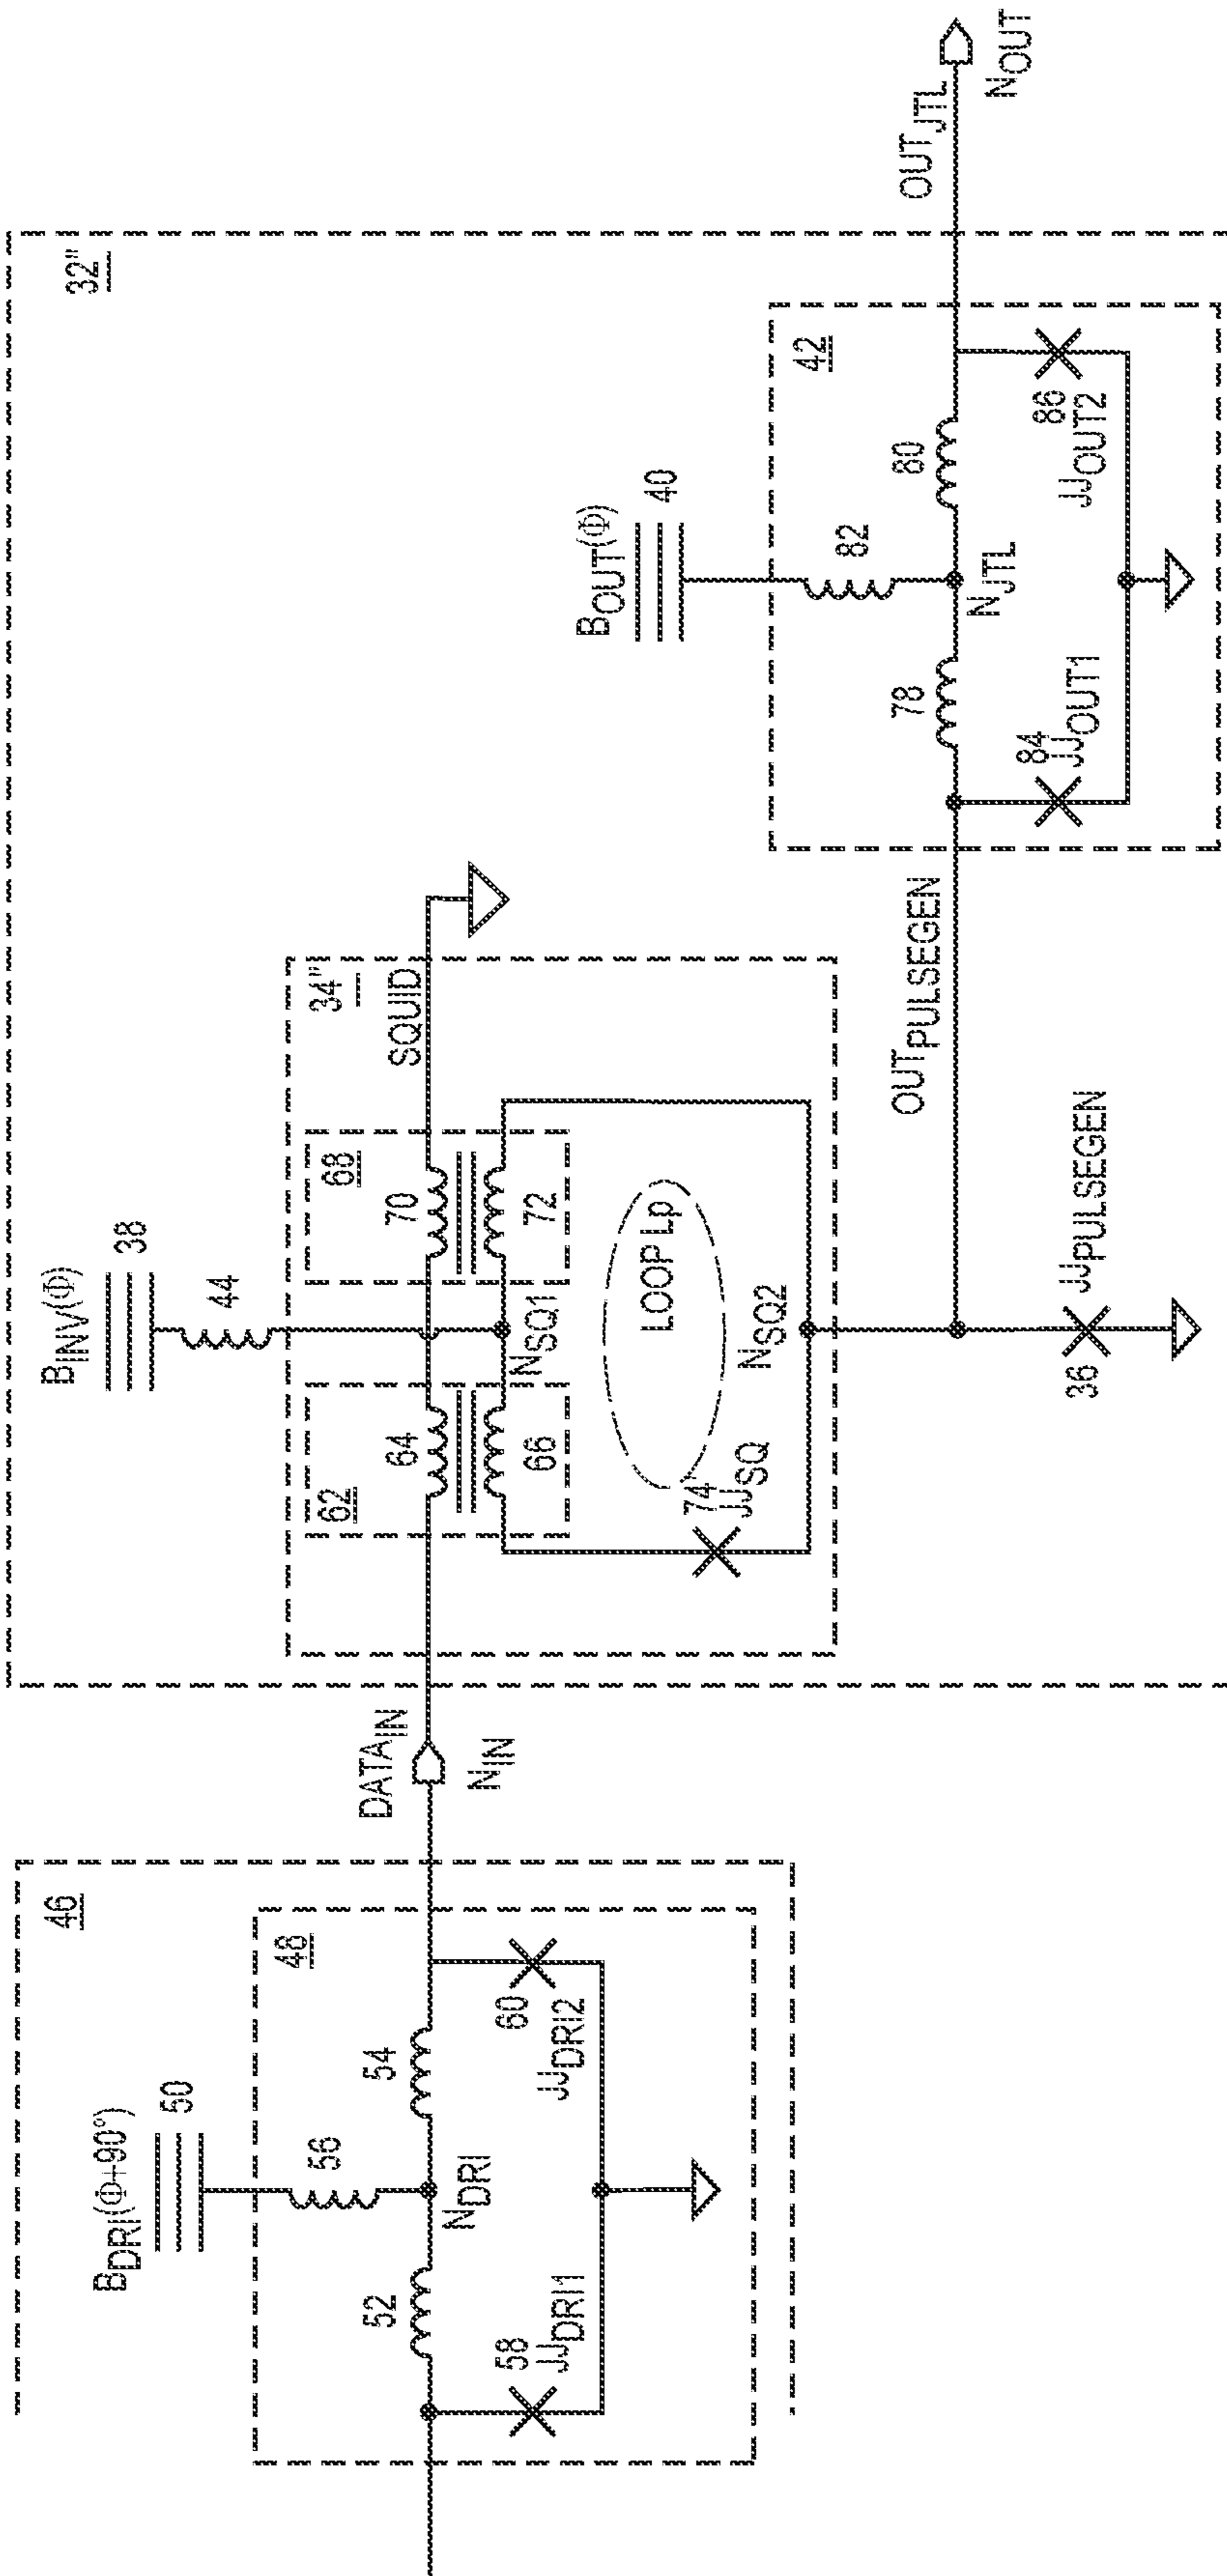 46
B_DRI(Φ+90°)
50
48
56
52
54
N_DRI
58
JJ_DRI1
60
JJ_DRI2
DATA_IN
N_IN
32"
B_INV(Φ)
38
44
34"
SQUID
62
64
66
68
70
72
N_SQ1
LOOP Lp
74'
JJ_SQ
N_SQ2
36
JJ_PULSEGEN
OUT_PULSEGEN
B_OUT(Φ)
40
42
82
78
80
N_JTL
84
JJ_OUT1
86
JJ_OUT2
OUT_JTL
N_OUT